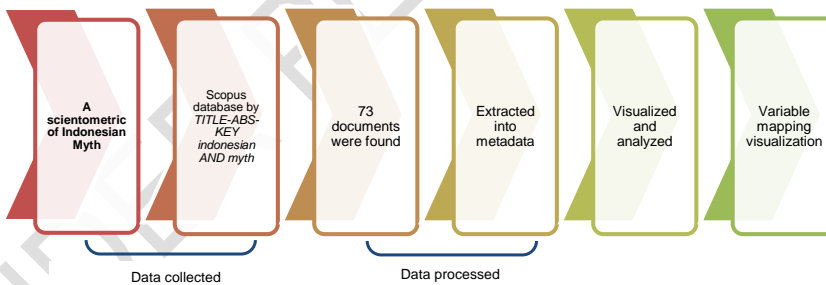 A
scientometric
of Indonesian
Myth
Scopus
database by
TITLE-ABS-
KEY
indonesian
AND myth
73
documents
were found
Extracted
into
metadata
Visualized
and
analyzed
Variable
mapping
visualization
Data collected
Data processed